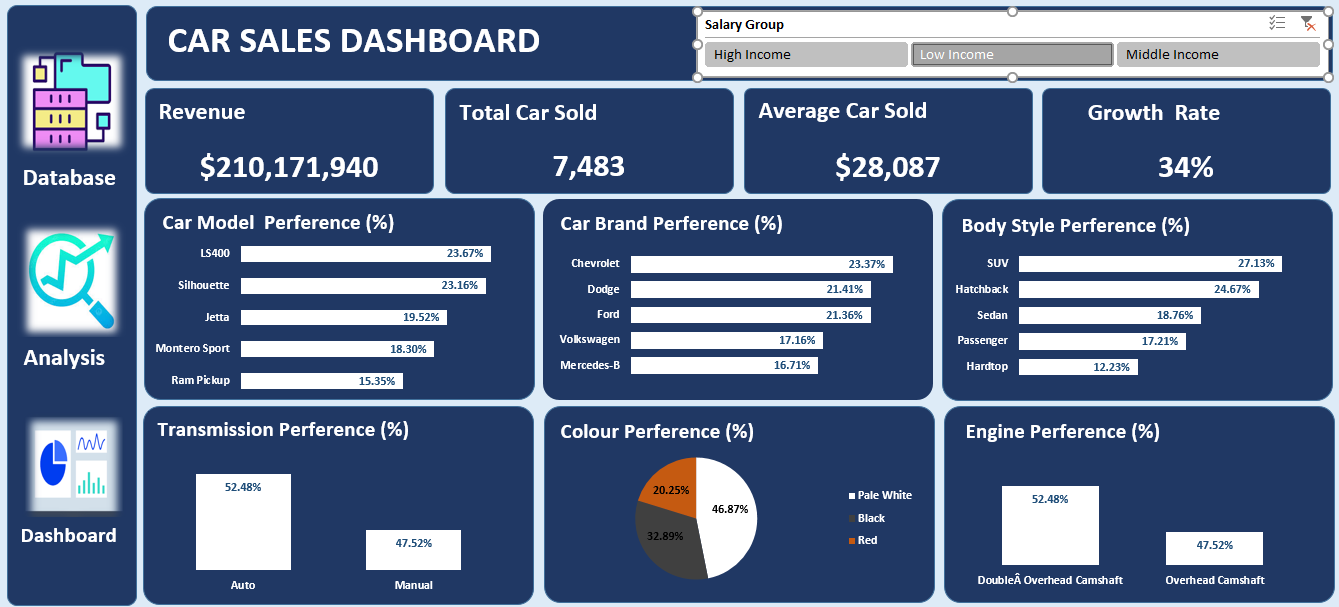 CAR SALES DASHBOARD
Salary Group
High Income
Low Income
Middle Income
Database
Analysis
Dashboard
Revenue
$210,171,940
Total Car Sold
7,483
Average Car Sold
$28,087
Growth  Rate
34%
Car Model  Perference (%)
LS400 23.67%
Silhouette 23.16%
Jetta 19.52%
Montero Sport 18.30%
Ram Pickup 15.35%
Car Brand Perference (%)
Chevrolet 23.37%
Dodge 21.41%
Ford 21.36%
Volkswagen 17.16%
Mercedes-B 16.71%
Body Style Perference (%)
SUV 27.13%
Hatchback 24.67%
Sedan 18.76%
Passenger 17.21%
Hardtop 12.23%
Transmission Perference (%)
52.48%
47.52%
Auto
Manual
Colour Perference (%)
20.25%
46.87%
32.89%
Pale White
Black
Red
Engine Perference (%)
52.48%
47.52%
DoubleÂ Overhead Camshaft
Overhead Camshaft